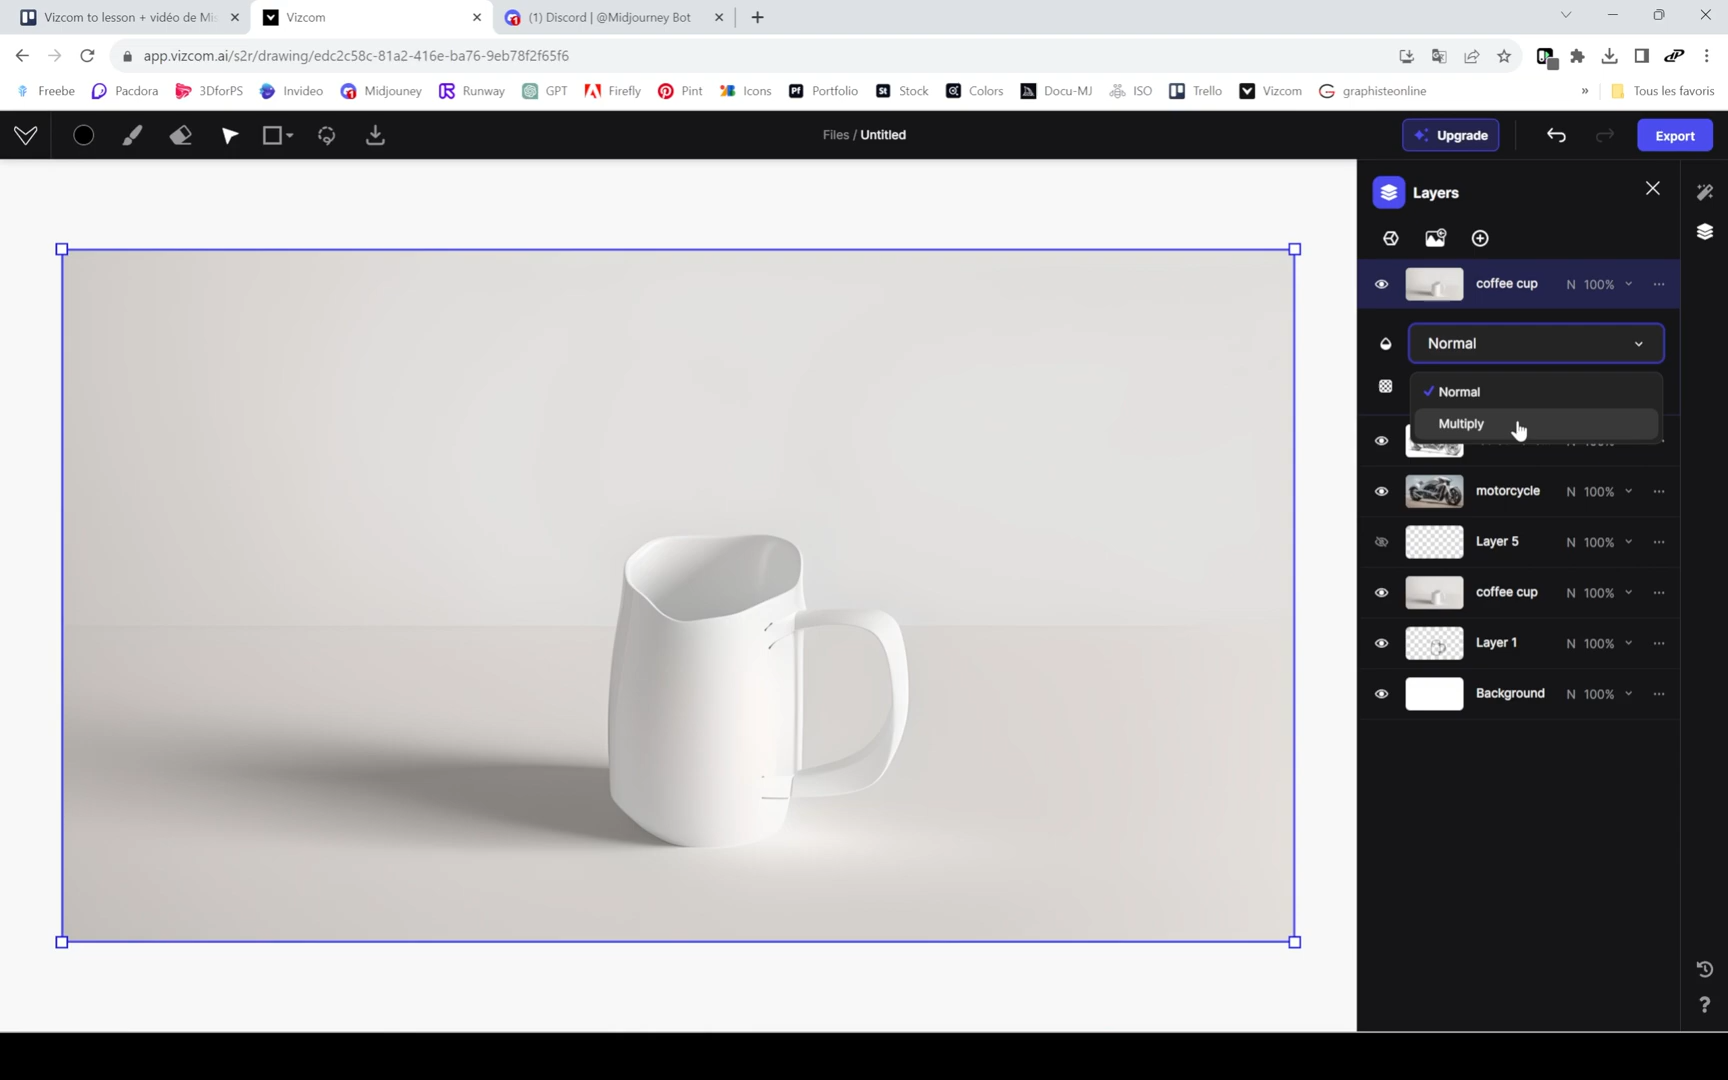 Vizcom to lesson + vidéo de Mi
Vizcom
(1) Discord | @Midjourney Bot
app.vizcom.ai/s2r/drawing/edc2c58c-81a2-416e-ba76-9eb78f2f65f6
Freebe
Pacdora
3DforPS
Invideo
Midjouney
Runway
GPT
Firefly
Pint
Icons
Portfolio
Stock
Colors
Docu-MJ
ISO
Trello
Vizcom
graphisteonline
»
Tous les favoris
Files / Untitled
Upgrade
Export
Layers
coffee cup N 100%
Normal
Normal
Multiply
motorcycle N 100%
Layer 5 N 100%
coffee cup N 100%
Layer 1 N 100%
Background N 100%